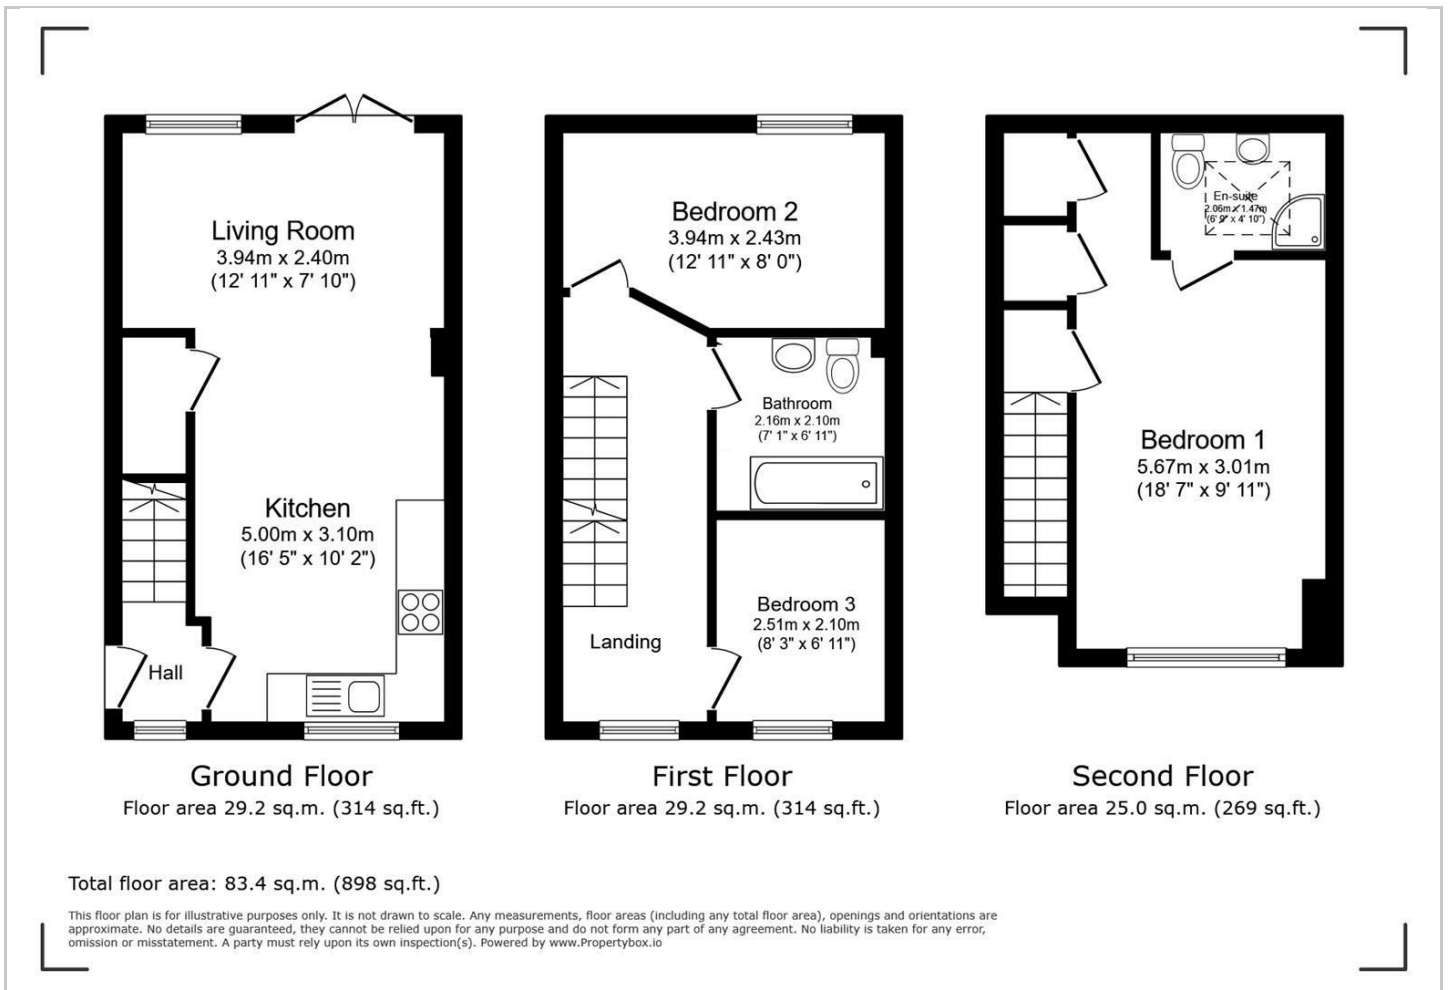 Living Room
3.94m x 2.40m
(12' 11" x 7' 10")
Kitchen
5.00m x 3.10m
(16' 5" x 10' 2")
Hall
Ground Floor
Floor area 29.2 sq.m. (314 sq.ft.)
Bedroom 2
3.94m x 2.43m
(12' 11" x 8' 0")
Bathroom
2.16m x 2.10m
(7' 1" x 6' 11")
Bedroom 3
2.51m x 2.10m
(8' 3" x 6' 11")
Landing
First Floor
Floor area 29.2 sq.m. (314 sq.ft.)
En-suite
2.06m x 1.47m
(6' 9" x 4' 10")
Bedroom 1
5.67m x 3.01m
(18' 7" x 9' 11")
Second Floor
Floor area 25.0 sq.m. (269 sq.ft.)
Total floor area: 83.4 sq.m. (898 sq.ft.)
This floor plan is for illustrative purposes only. It is not drawn to scale. Any measurements, floor areas (including any total floor area), openings and orientations are
approximate. No details are guaranteed, they cannot be relied upon for any purpose and do not form any part of any agreement. No liability is taken for any error,
omission or misstatement. A party must rely upon its own inspection(s). Powered by www.Propertybox.io